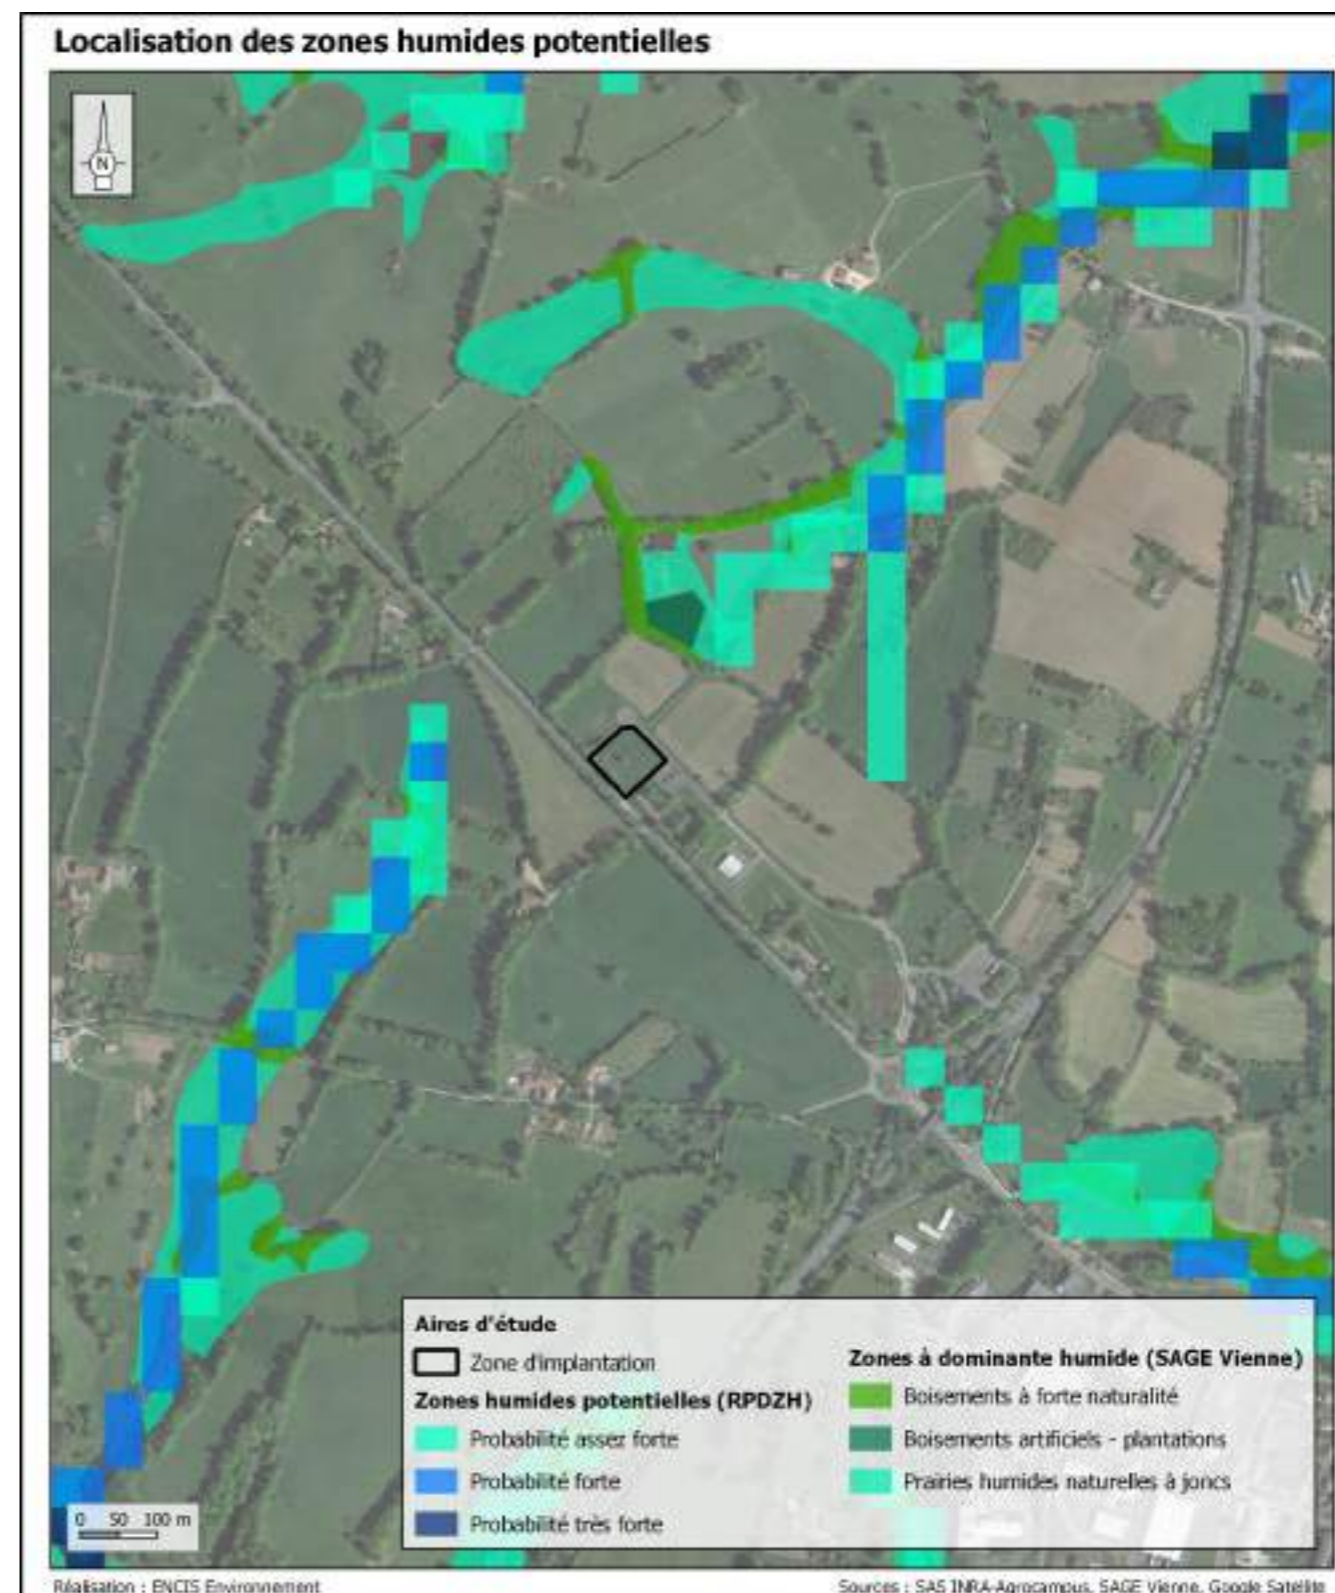 Localisation des zones humides potentielles
N
Aires d'étude
Zone d'implantation
Zones humides potentielles (RPDZH)
Probabilité assez forte
Probabilité forte
Probabilité très forte
Zones à dominante humide (SAGE Vienne)
Boisements à forte naturalité
Boisements artificiels - plantations
Prairies humides naturelles à joncs
0 50 100 m
Réalisation : ENCIS Environnement
Sources : SAS INRA-Agrocampus, SAGE Vienne, Google Satellite